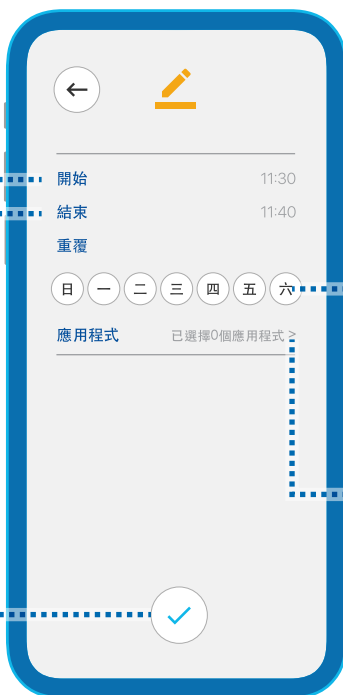 開始 11:30
結束 11:40
重覆
日 一 二 三 四 五 六
應用程式 已選擇0個應用程式 >